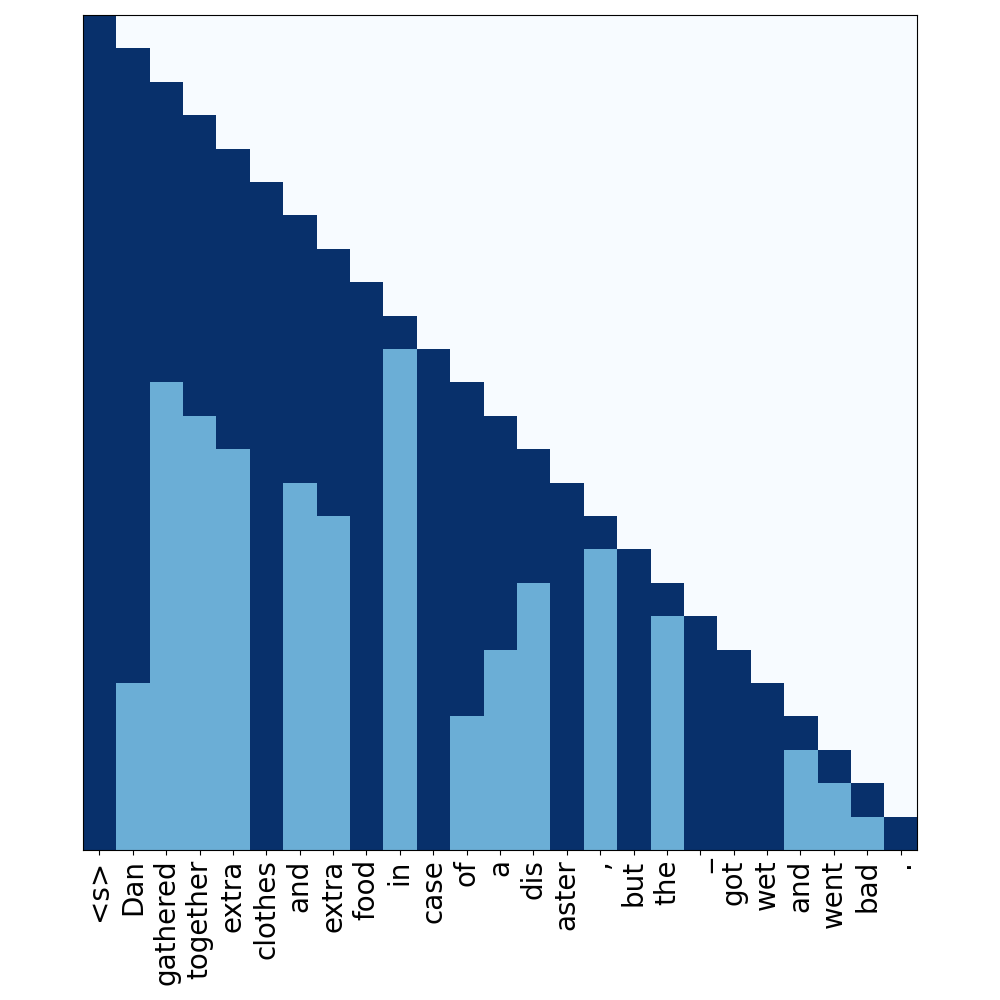 <s> Dan gathered together extra clothes and extra food in case of a dis aster , but the _ got wet and went bad .